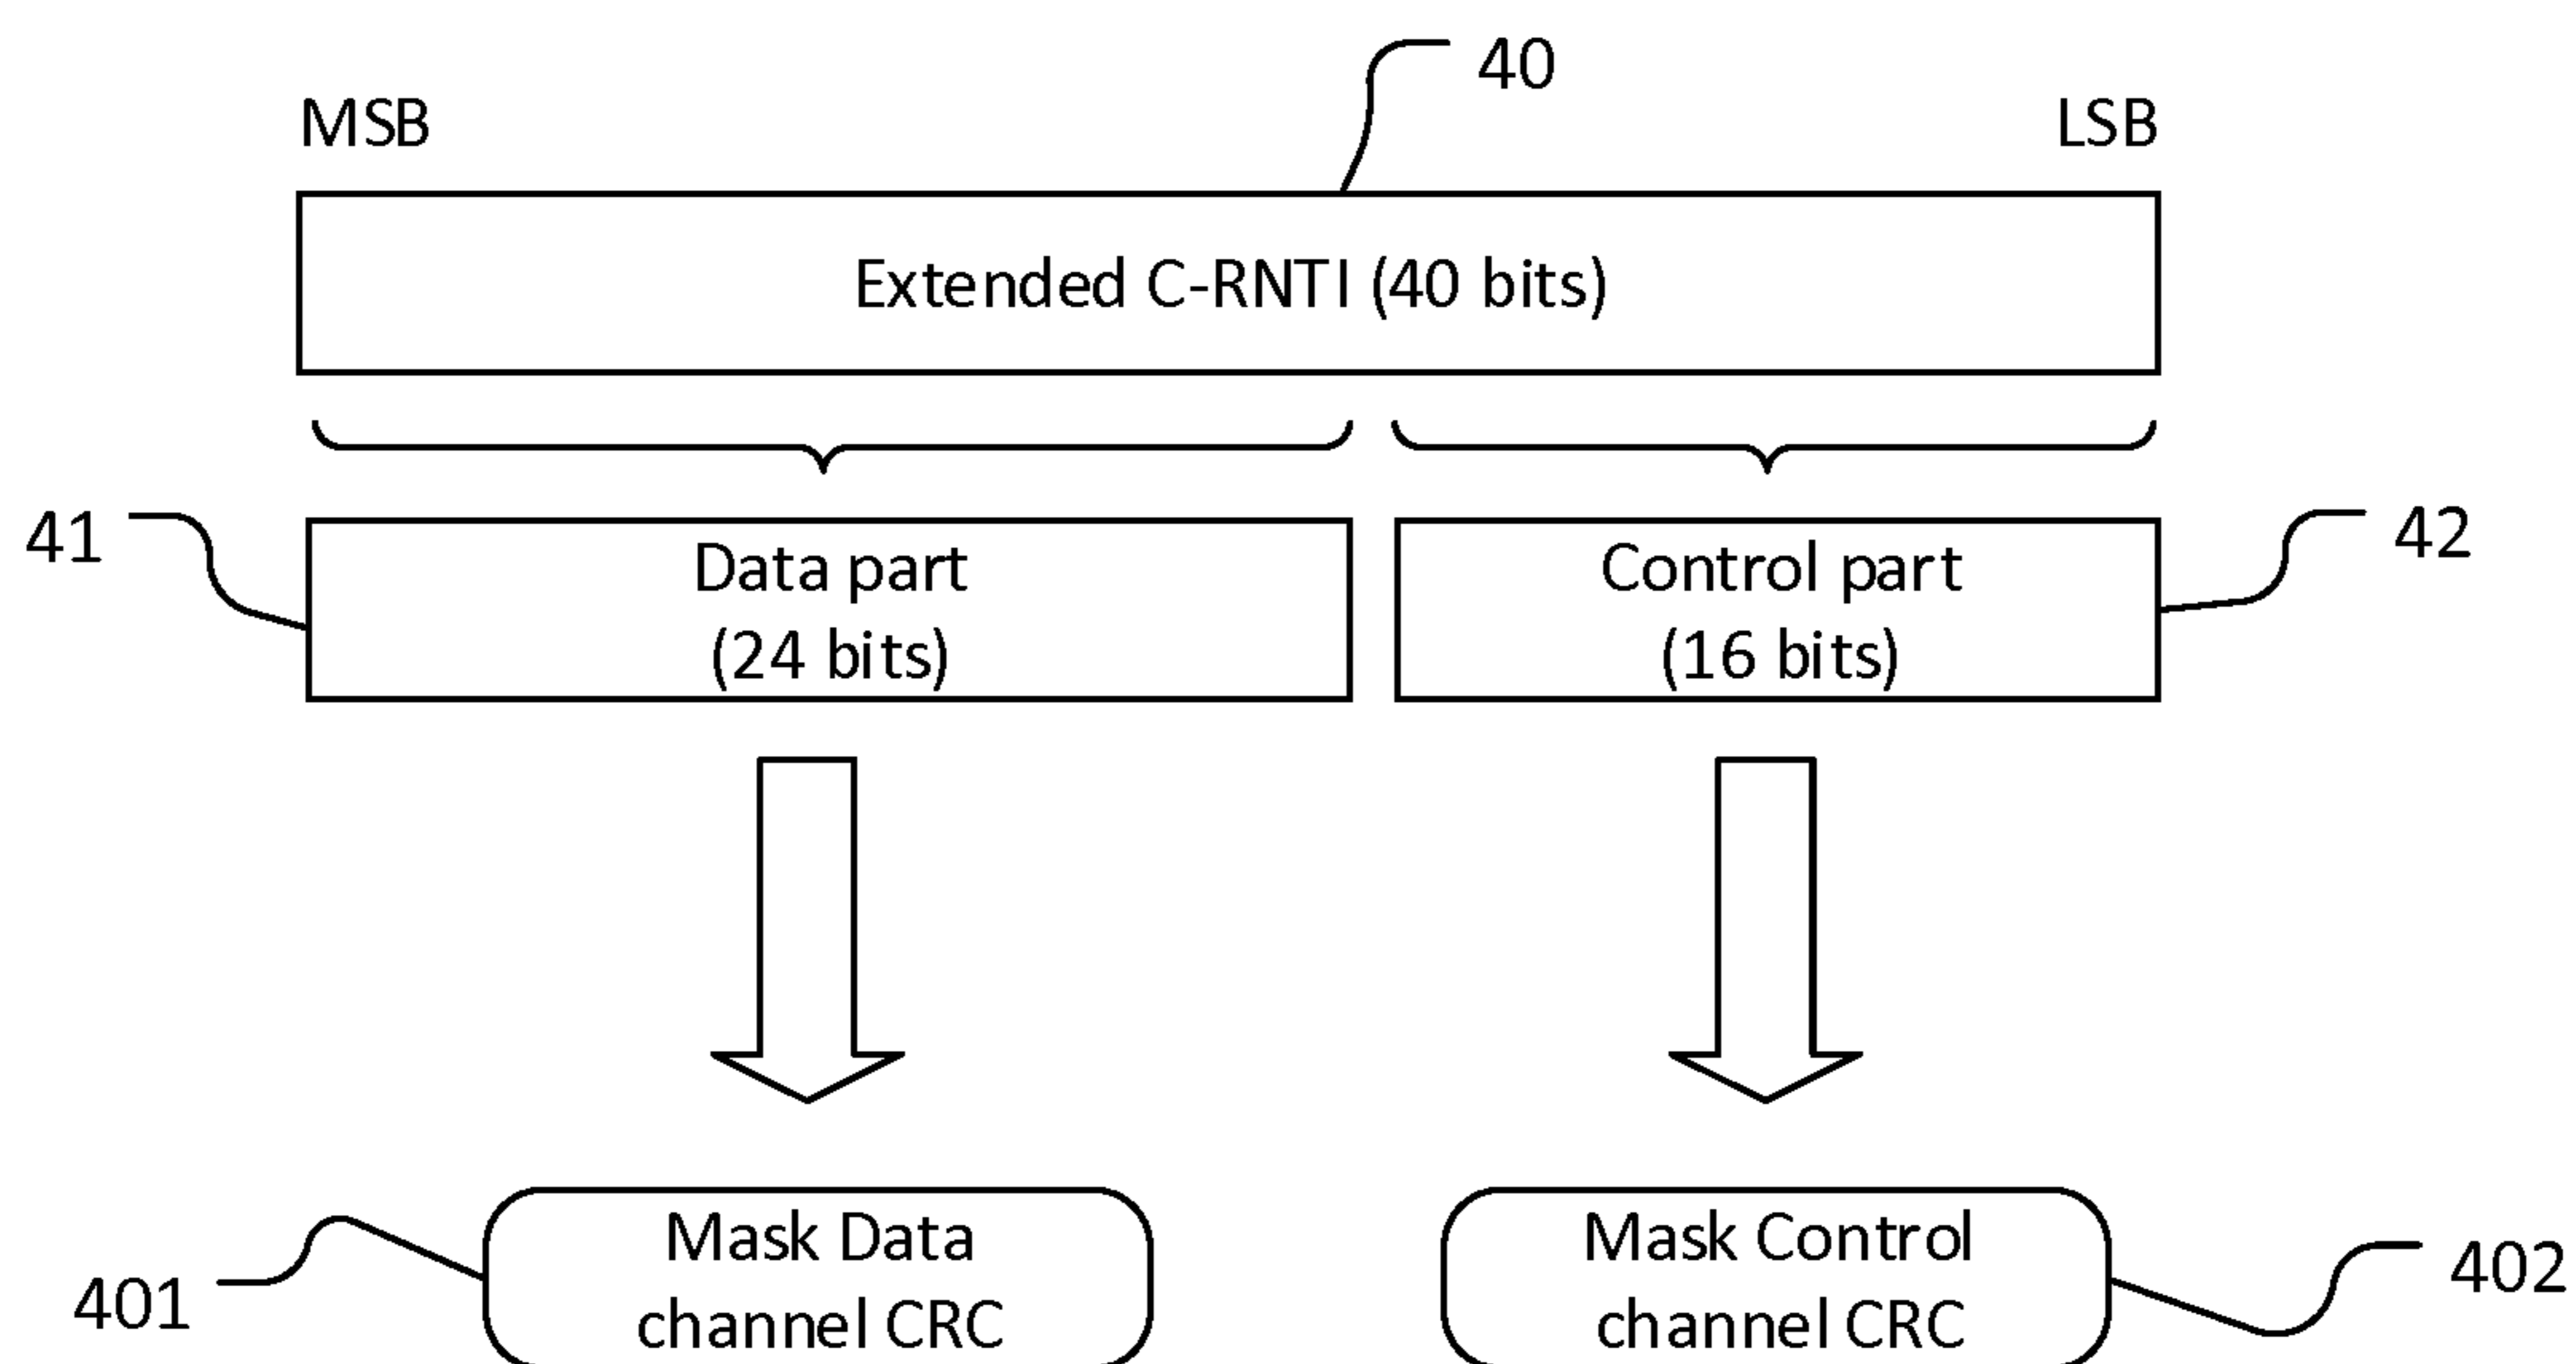 40
MSB
LSB
Extended C-RNTI (40 bits)
41
Data part
(24 bits)
Control part
(16 bits)
42
401
Mask Data
channel CRC
Mask Control
channel CRC
402